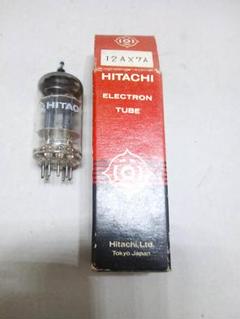 12AX7A
HITACHI
ELECTRON
TUBE
Hitachi, Ltd.
Tokyo Japan
HITACHI